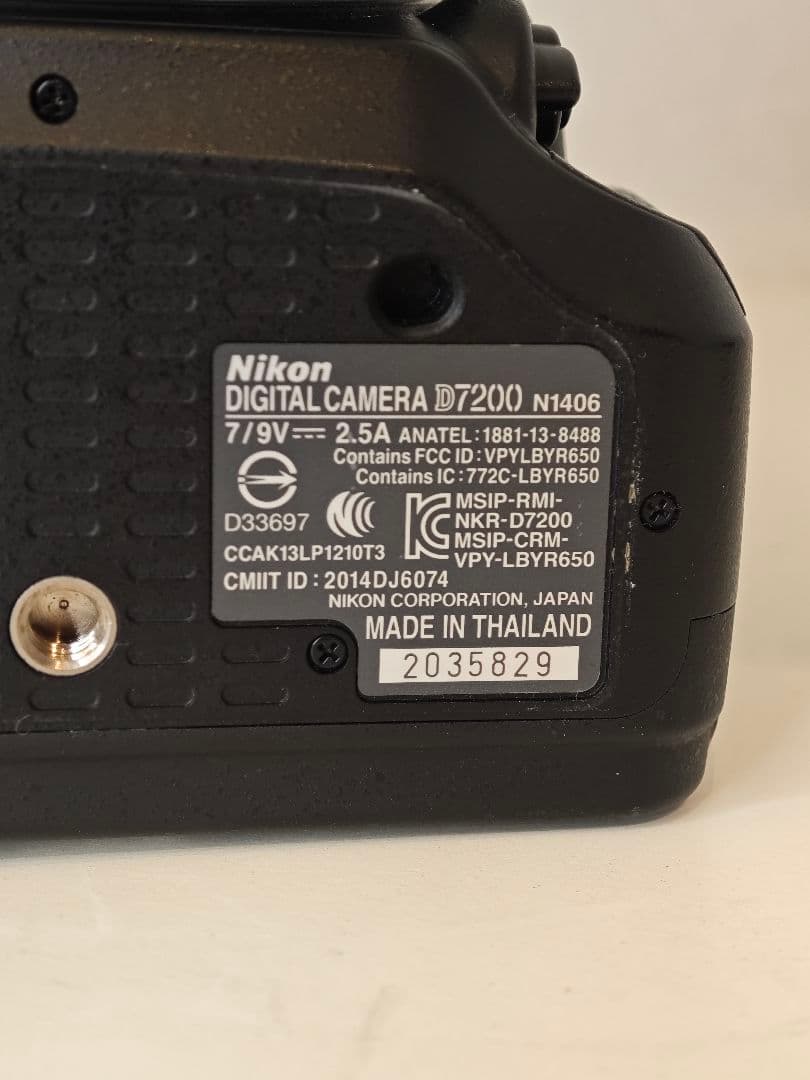 Nikon
DIGITAL CAMERA D7200 N1406
7/9V⎓ 2.5A ANATEL:1881-13-8488
Contains FCC ID:VPYLBYR650
Contains IC:772C-LBYR650
D33697
MSIP-RMI-
NKR-D7200
MSIP-CRM-
VPY-LBYR650
CCAK13LP1210T3
CMIIT ID:2014DJ6074
NIKON CORPORATION, JAPAN
MADE IN THAILAND
2035829